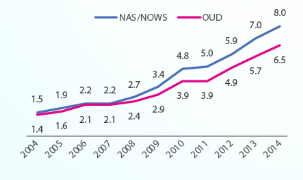 NAS/NOWS OUD
1.5 1.9 2.2 2.2 2.7 3.4 4.8 5.0 5.9 7.0 8.0
1.4 1.6 2.1 2.1 2.4 2.9 3.9 3.9 4.9 5.7 6.5
2004 2005 2006 2007 2008 2009 2010 2011 2012 2013 2014